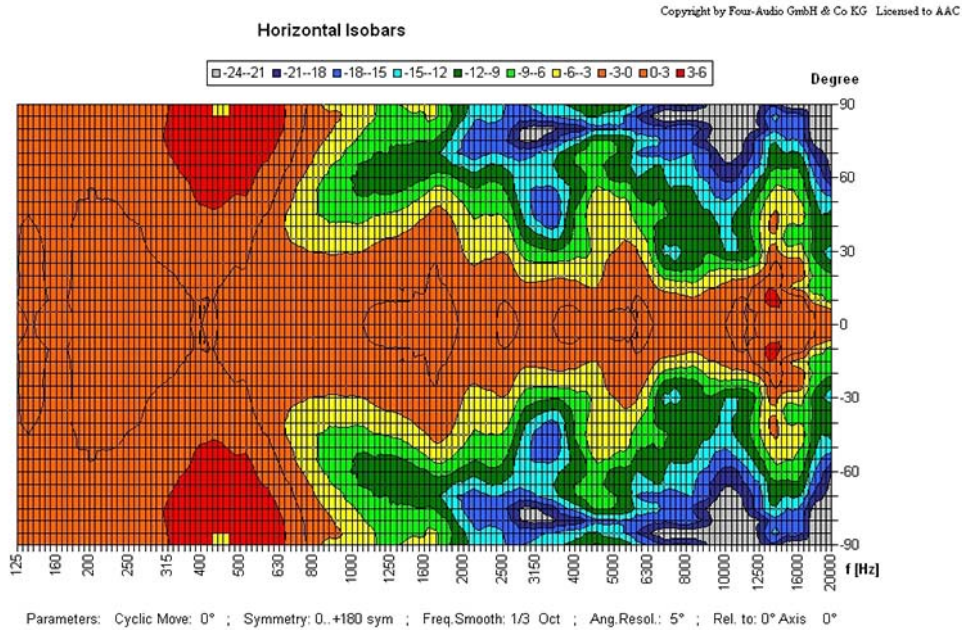 Copyright by Four-Audio GmbH & Co KG Licensed to AAC
Horizontal Isobars
-24--21 -21--18 -18--15 -15--12 -12--9 -9--6 -6--3 -3-0 0-3 3-6
Degree
90
60
30
0
-30
-60
-90
125 160 200 250 315 400 500 630 800 1000 1250 1600 2000 2500 3150 4000 5000 6300 8000 10000 12500 16000 20000 f [Hz]
Parameters: Cyclic Move: 0° ; Symmetry: 0..+180 sym ; Freq.Smooth: 1/3 Oct ; Ang.Resol.: 5° ; Rel. to: 0° Axis 0°